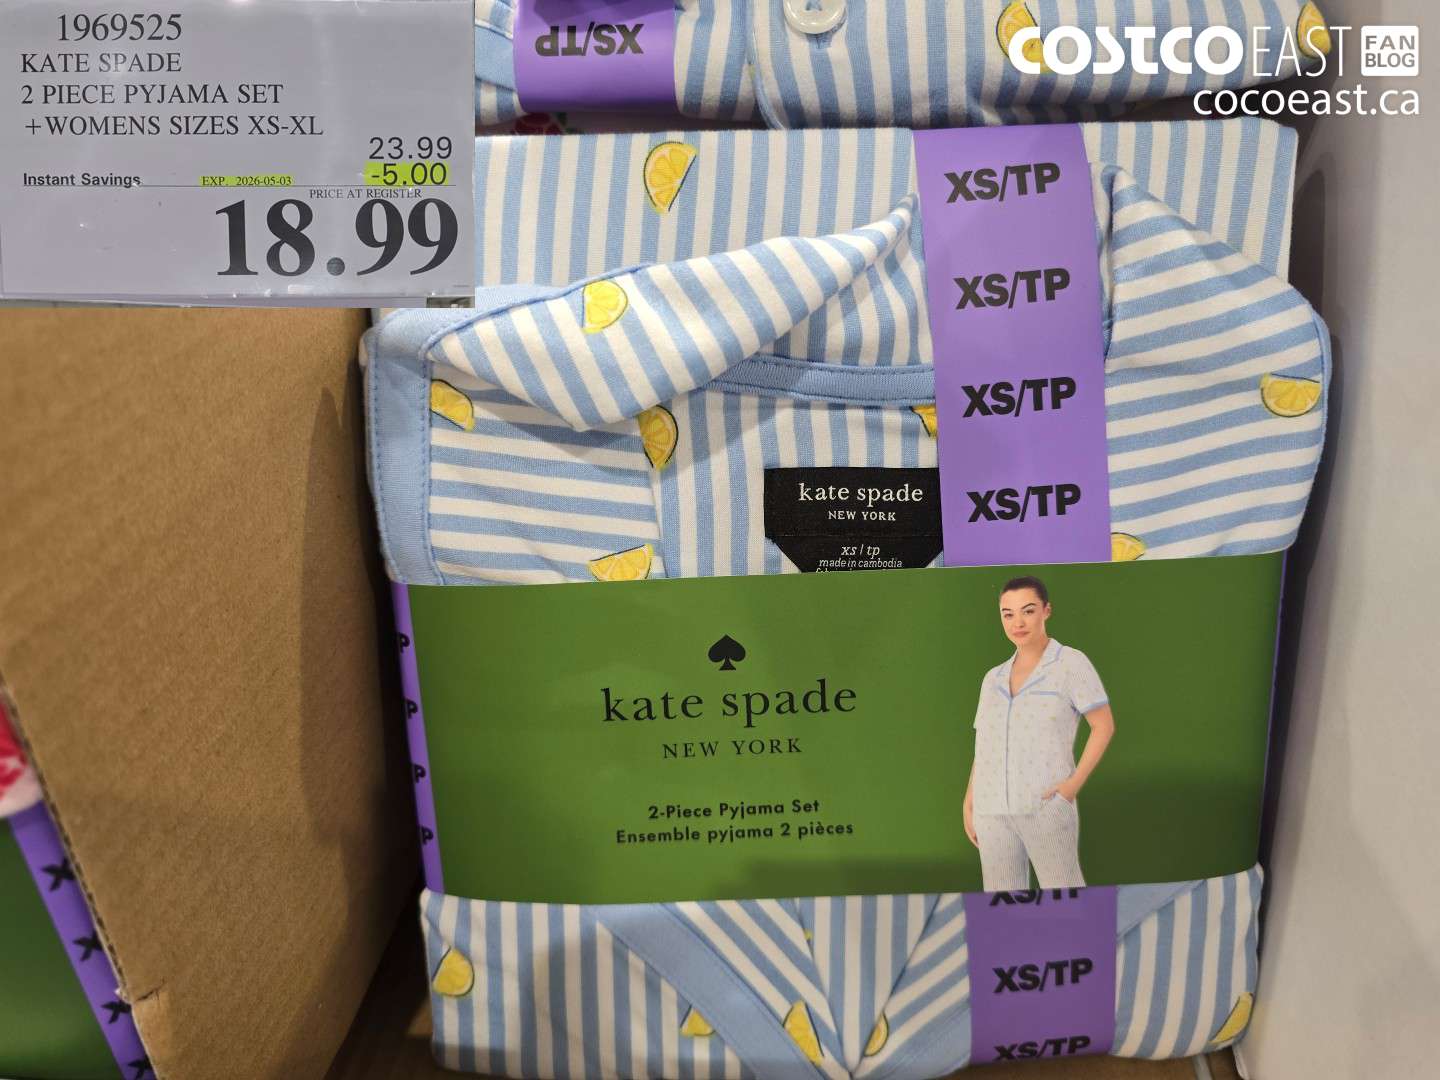 1969525
KATE SPADE
2 PIECE PYJAMA SET
+WOMENS SIZES XS-XL
23.99
Instant Savings EXP. 2026-05-03 -5.00
PRICE AT REGISTER
18.99
COSTCO EAST FAN BLOG
cocoeast.ca
XS/TP
XS/TP
XS/TP
XS/TP
XS/TP
kate spade
NEW YORK
xs / tp
made in cambodia
kate spade
NEW YORK
2-Piece Pyjama Set
Ensemble pyjama 2 pièces
XS/TP
XS/TP
XS/TP